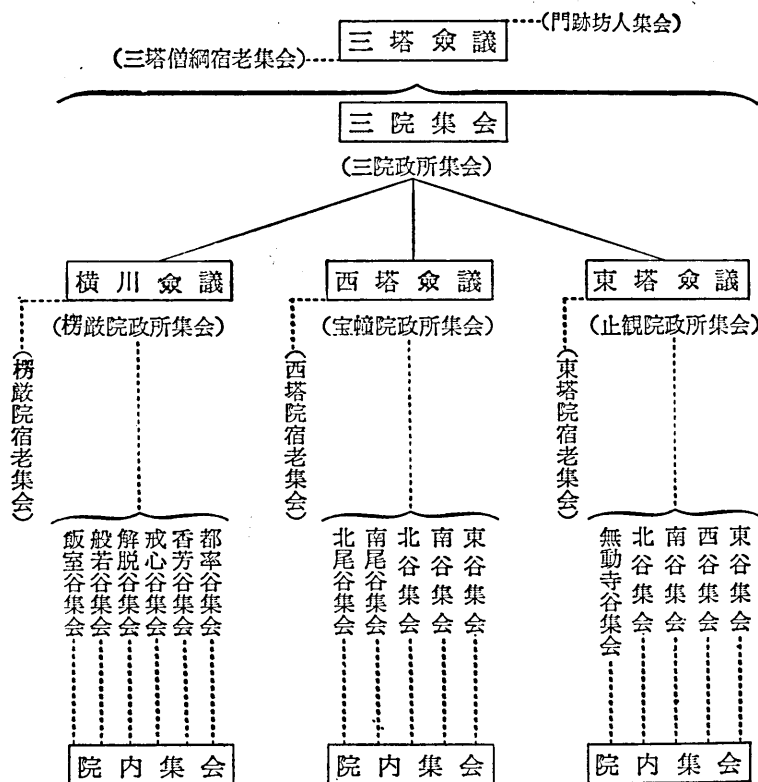 (門跡坊人集会)
三塔僉議
(三塔僧綱宿老集会)
三院集会
(三院政所集会)
横川僉議
西塔僉議
東塔僉議
(楞厳院政所集会)
(宝幢院政所集会)
(止観院政所集会)
(楞厳院宿老集会)
(西塔院宿老集会)
(東塔院宿老集会)
都率谷集会
香芳谷集会
戒心谷集会
解脱谷集会
般若谷集会
飯室谷集会
東谷集会
南谷集会
北谷集会
南尾谷集会
北尾谷集会
東谷集会
西谷集会
南谷集会
北谷集会
無動寺谷集会
院内集会
院内集会
院内集会